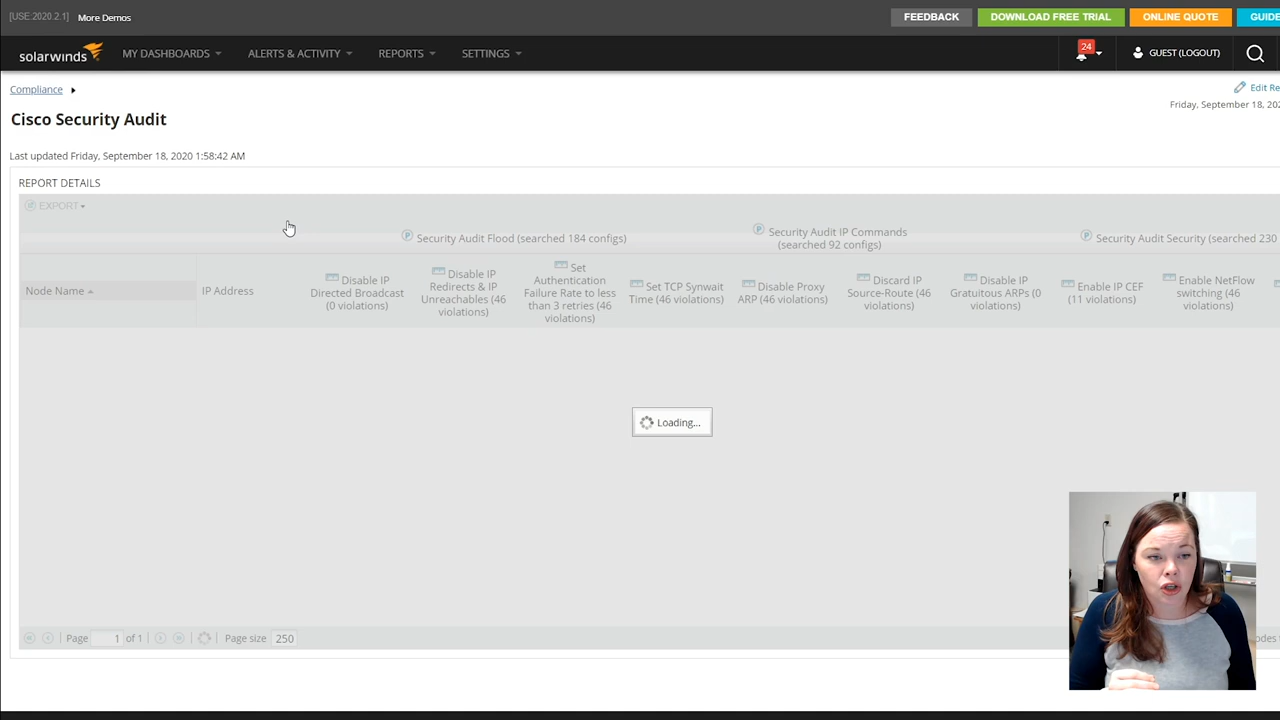 [USE:2020.2.1] More Demos
FEEDBACK DOWNLOAD FREE TRIAL ONLINE QUOTE GUIDE
solarwinds MY DASHBOARDS ALERTS & ACTIVITY REPORTS SETTINGS 24 GUEST (LOGOUT)
Compliance
Edit Re
Friday, September 18, 202
Cisco Security Audit
Last updated Friday, September 18, 2020 1:58:42 AM
REPORT DETAILS
EXPORT
Security Audit Flood (searched 184 configs)
Security Audit IP Commands
(searched 92 configs)
Security Audit Security (searched 230
Node Name
IP Address
Disable IP
Directed Broadcast
(0 violations)
Disable IP
Redirects & IP
Unreachables (46
violations)
Set
Authentication
Failure Rate to less
than 3 retries (46
violations)
Set TCP Synwait
Time (46 violations)
Disable Proxy
ARP (46 violations)
Discard IP
Source-Route (46
violations)
Disable IP
Gratuitous ARPs (0
violations)
Enable IP CEF
(11 violations)
Enable NetFlow
switching (46
violations)
Loading...
Page 1 of 1 Page size 250
odes